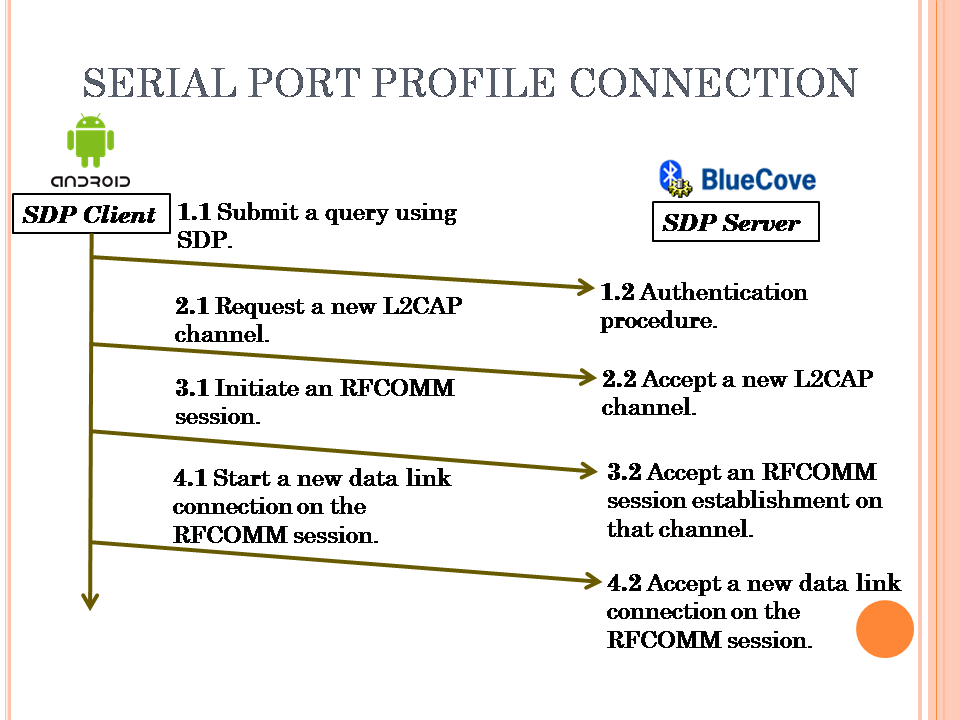 SERIAL PORT PROFILE CONNECTION
ANDROID
BlueCove
SDP Client
SDP Server
1.1 Submit a query using
SDP.
1.2 Authentication
procedure.
2.1 Request a new L2CAP
channel.
2.2 Accept a new L2CAP
channel.
3.1 Initiate an RFCOMM
session.
3.2 Accept an RFCOMM
session establishment on
that channel.
4.1 Start a new data link
connection on the
RFCOMM session.
4.2 Accept a new data link
connection on the
RFCOMM session.